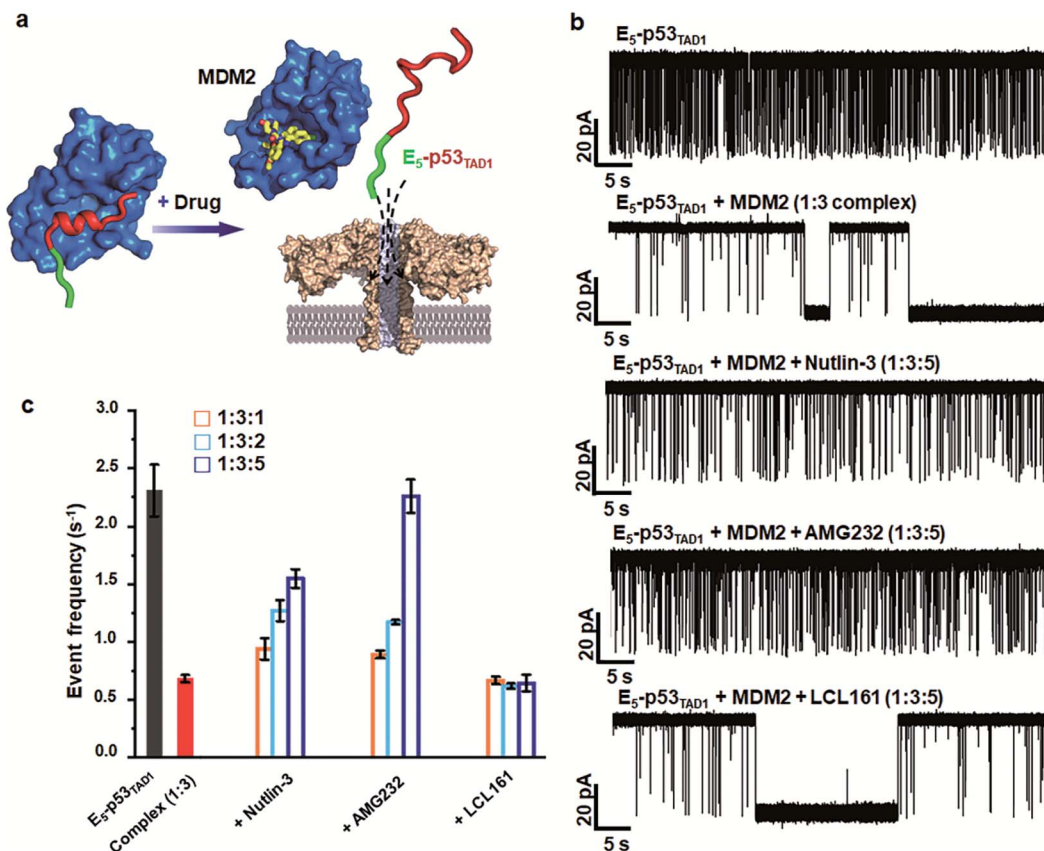 a
MDM2
E₅-p53TAD1
+ Drug
b
E₅-p53TAD1
20 pA
5 s
E₅-p53TAD1 + MDM2 (1:3 complex)
20 pA
5 s
E₅-p53TAD1 + MDM2 + Nutlin-3 (1:3:5)
20 pA
5 s
E₅-p53TAD1 + MDM2 + AMG232 (1:3:5)
20 pA
5 s
E₅-p53TAD1 + MDM2 + LCL161 (1:3:5)
20 pA
5 s
c
Event frequency (s⁻¹)
3.0
2.5
2.0
1.5
1.0
0.5
0.0
1:3:1
1:3:2
1:3:5
E₅-p53TAD1
Complex (1:3)
+ Nutlin-3
+ AMG232
+ LCL161